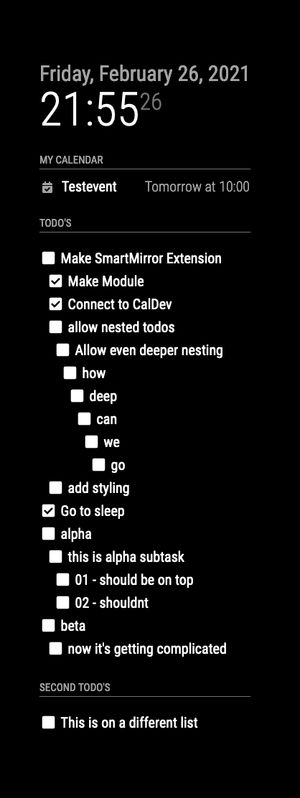 Friday, February 26, 2021
21:55 26
MY CALENDAR
Testevent Tomorrow at 10:00
TODO'S
Make SmartMirror Extension
Make Module
Connect to CalDev
allow nested todos
Allow even deeper nesting
how
deep
can
we
go
add styling
Go to sleep
alpha
this is alpha subtask
01 - should be on top
02 - shouldnt
beta
now it's getting complicated
SECOND TODO'S
This is on a different list